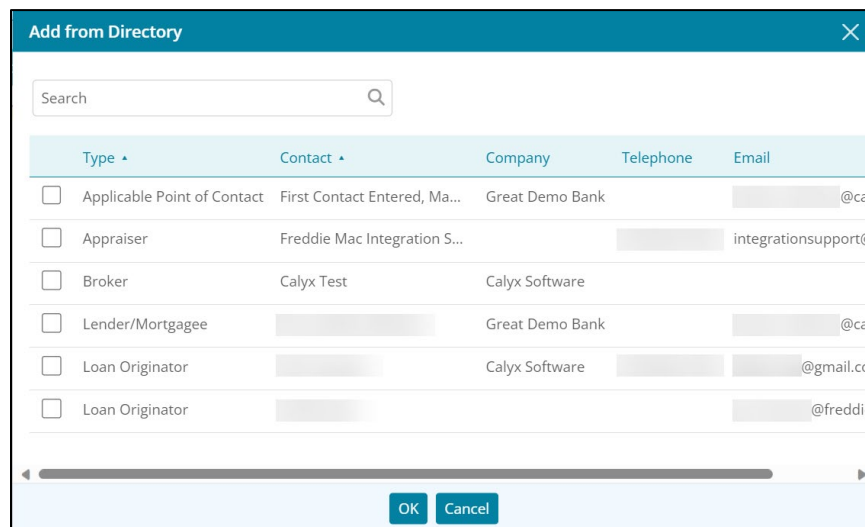 Add from Directory
Search
Type Contact Company Telephone Email
Applicable Point of Contact First Contact Entered, Ma... Great Demo Bank @ca
Appraiser Freddie Mac Integration S... integrationsupport@
Broker Calyx Test Calyx Software
Lender/Mortgagee Great Demo Bank @ca
Loan Originator Calyx Software @gmail.co
Loan Originator @freddi
OK Cancel